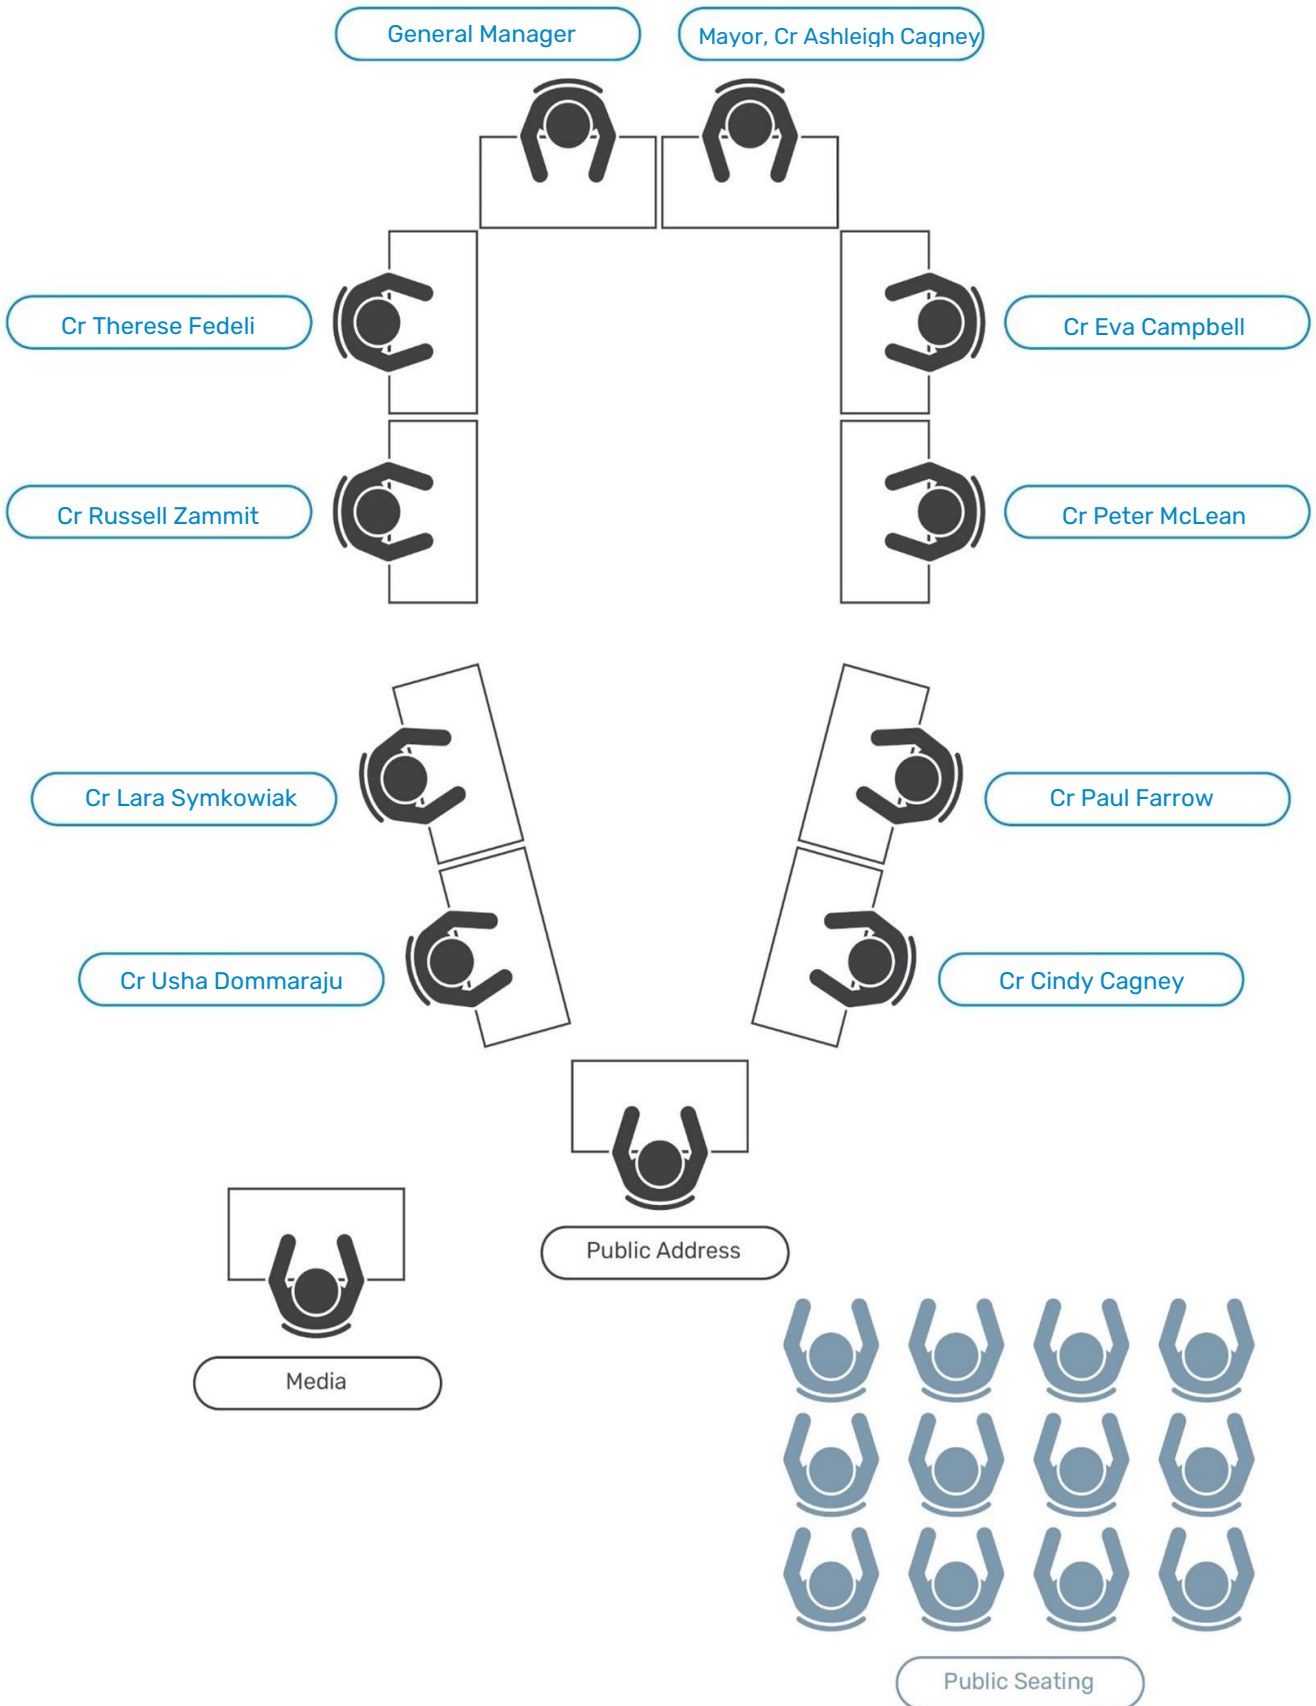 General Manager
Mayor, Cr Ashleigh Cagney
Cr Therese Fedeli
Cr Eva Campbell
Cr Russell Zammit
Cr Peter McLean
Cr Lara Symkowiak
Cr Paul Farrow
Cr Usha Dommaraju
Cr Cindy Cagney
Public Address
Media
Public Seating